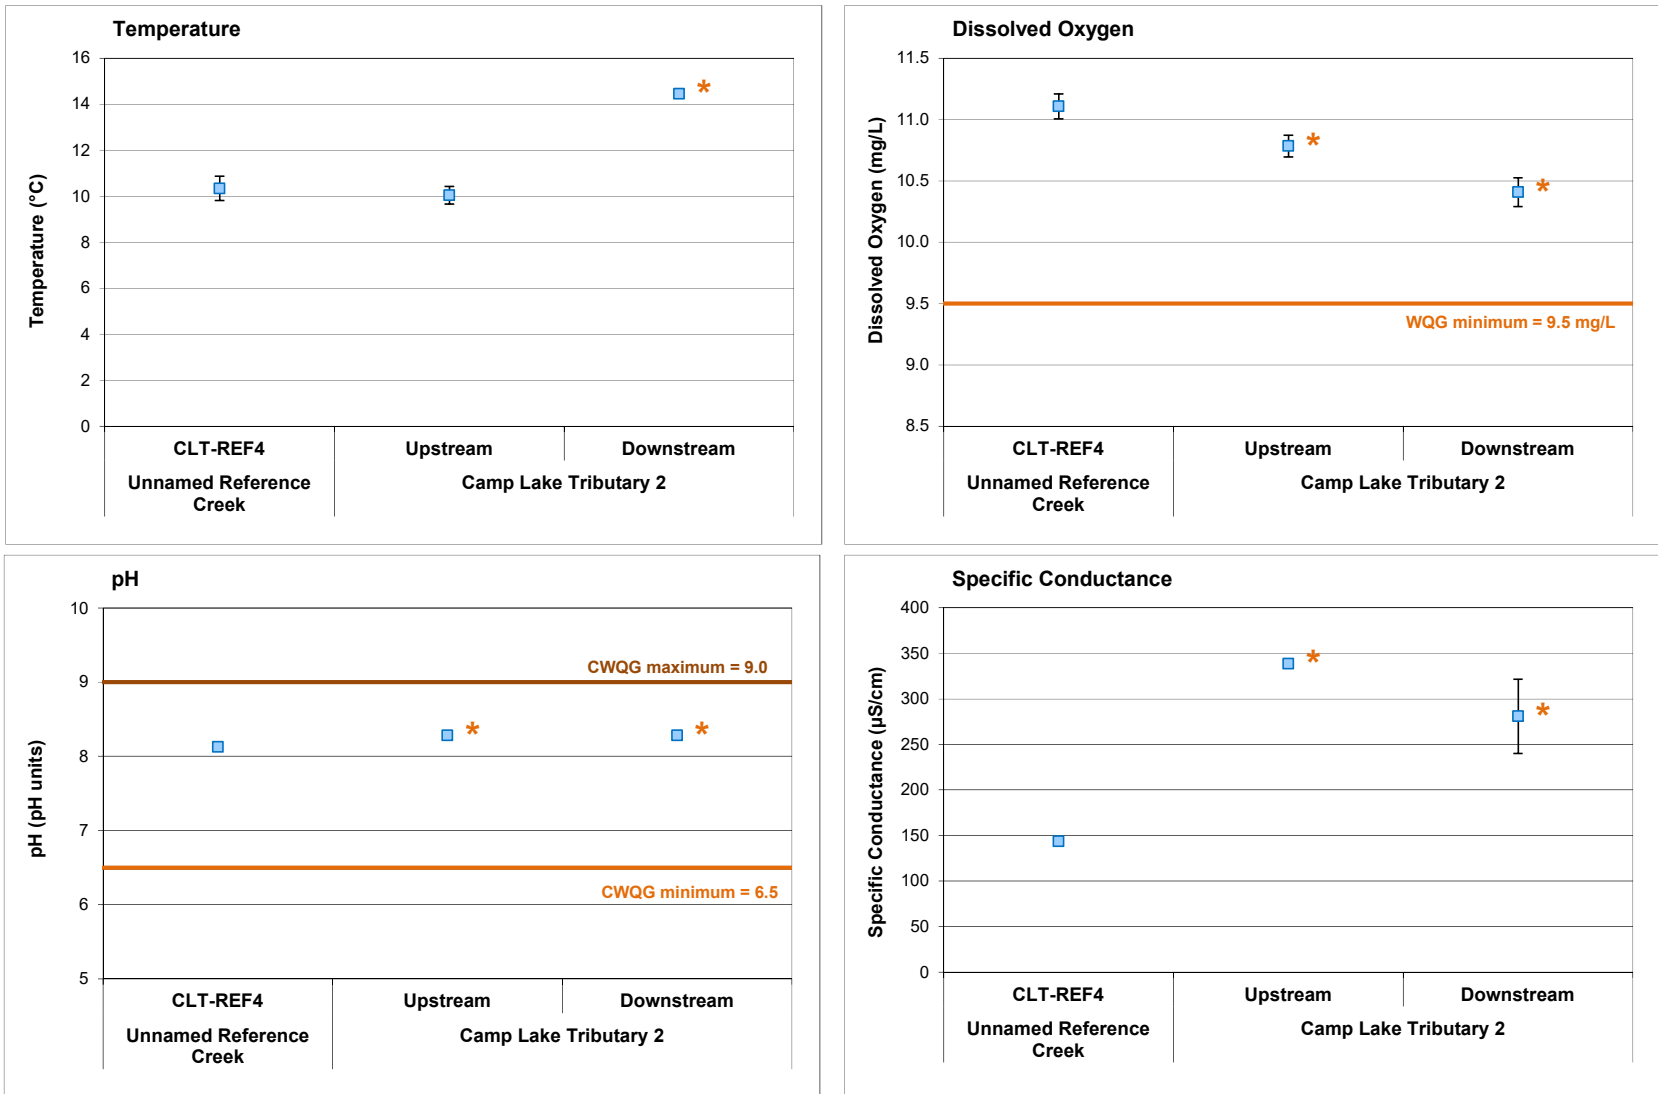 Temperature
16
14
12
10
8
6
4
2
0
Temperature (°C)
*
CLT-REF4
Upstream
Downstream
Unnamed Reference
Creek
Camp Lake Tributary 2
Dissolved Oxygen
11.5
11.0
10.5
10.0
9.5
9.0
8.5
Dissolved Oxygen (mg/L)
*
*
WQG minimum = 9.5 mg/L
CLT-REF4
Upstream
Downstream
Unnamed Reference
Creek
Camp Lake Tributary 2
pH
10
9
8
7
6
5
pH (pH units)
CWQG maximum = 9.0
*
*
CWQG minimum = 6.5
CLT-REF4
Upstream
Downstream
Unnamed Reference
Creek
Camp Lake Tributary 2
Specific Conductance
400
350
300
250
200
150
100
50
0
Specific Conductance (µS/cm)
*
*
CLT-REF4
Upstream
Downstream
Unnamed Reference
Creek
Camp Lake Tributary 2